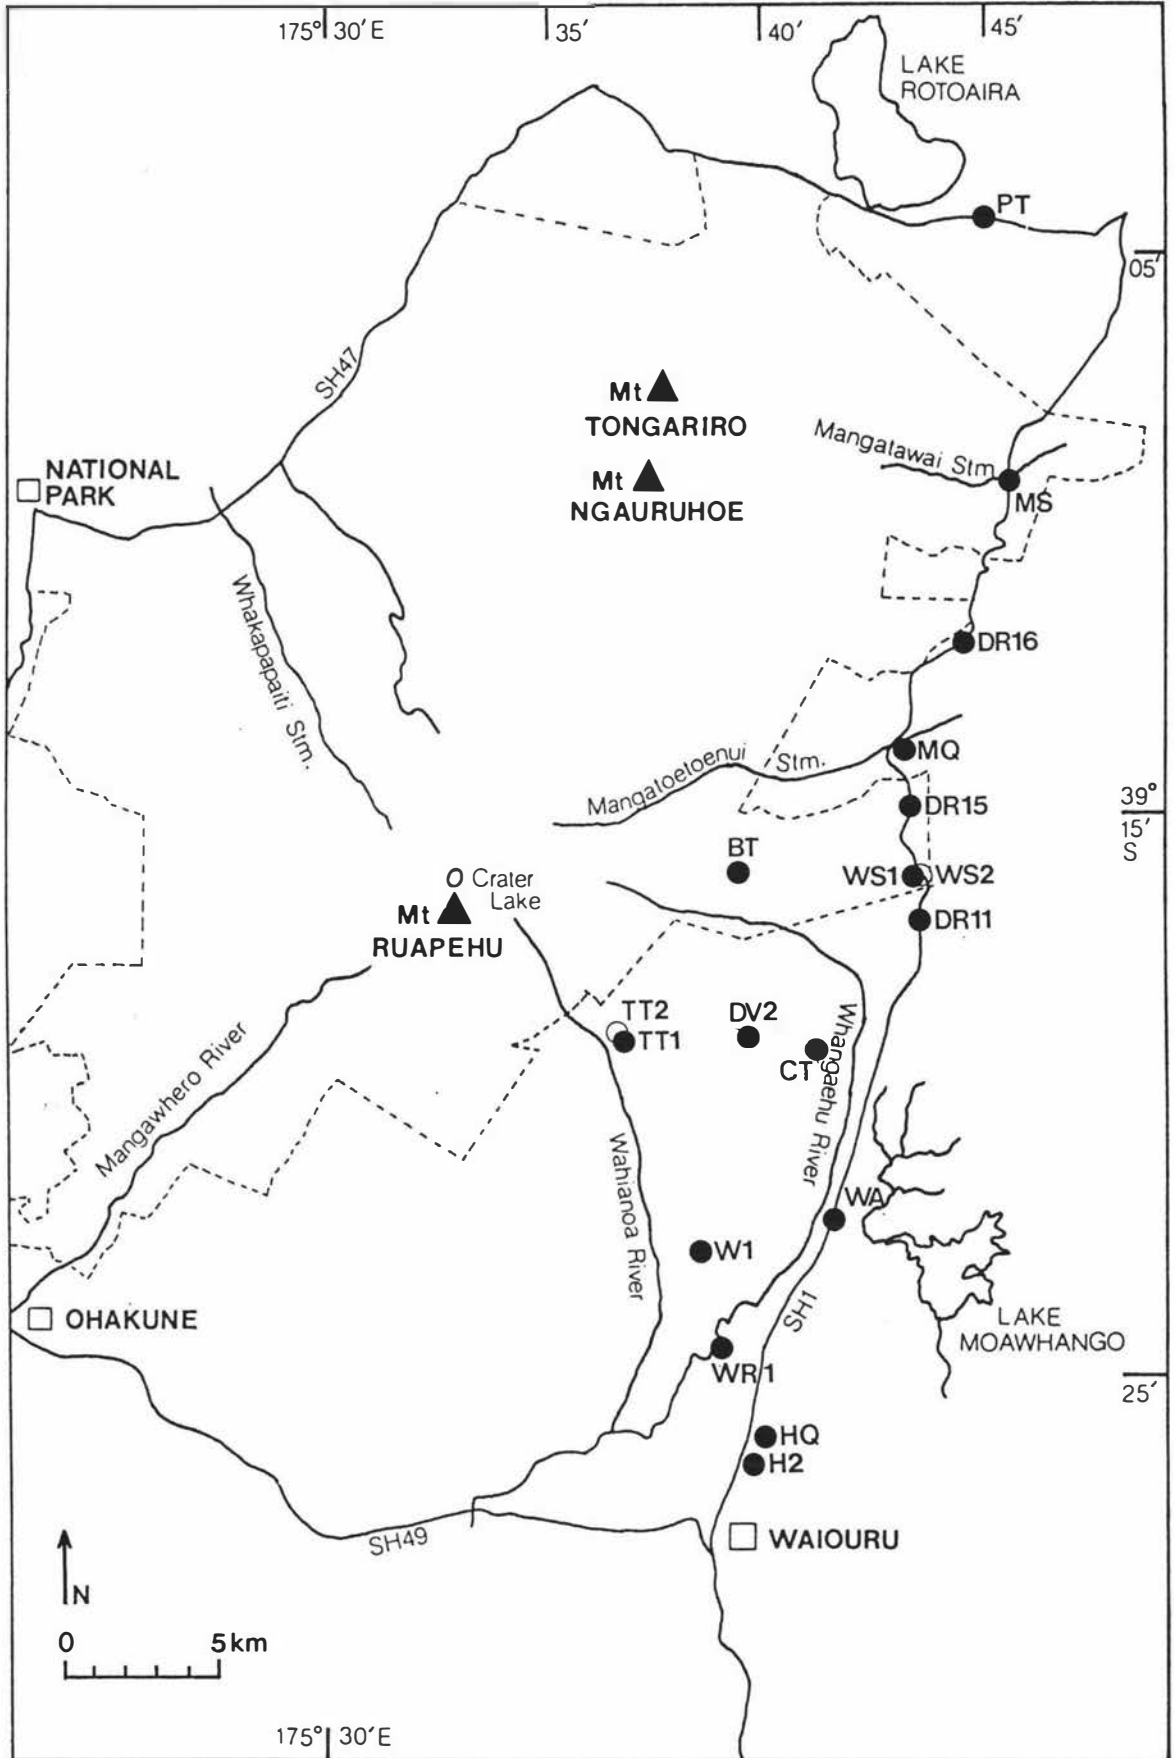 175° 30′ E
35′
40′
45′
LAKE
ROTOAIRA
PT
05′
SH47
Mt
TONGARIRO
Mangatawai Stm.
NATIONAL
PARK
Mt
NGAURUHOE
MS
Whakapapaiti Stm.
DR16
MQ
Mangatoetoenui Stm.
DR15
39°
15′
S
BT
WS1
WS2
O Crater
Lake
Mt
RUAPEHU
DR11
TT2
TT1
DV2
CT
Whangaehu River
Mangawhero River
Wahianoa River
WA
W1
OHAKUNE
SH1
LAKE
MOAWHANGO
WR1
25′
HQ
H2
SH49
WAIOURU
N
0 5km
175° 30′ E